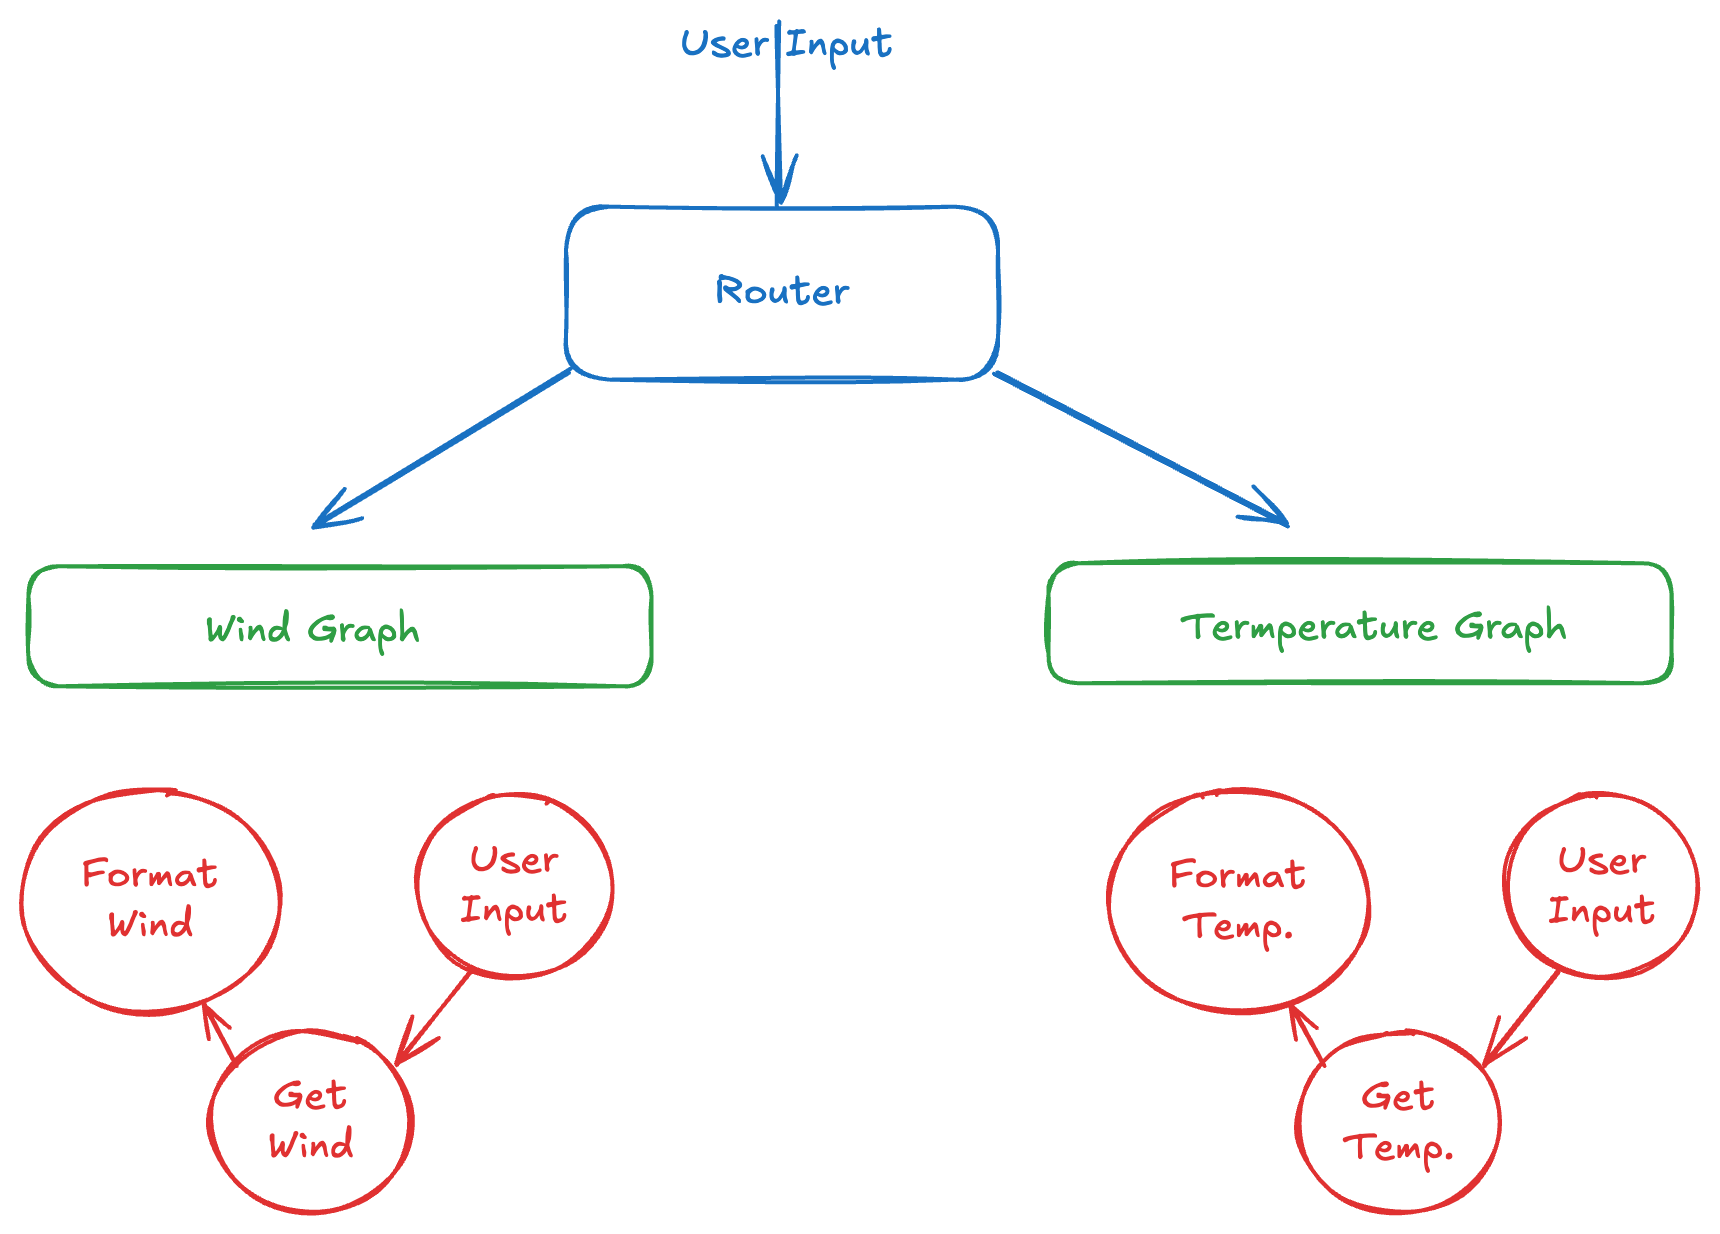 User Input
Router
Wind Graph
Termperature Graph
Format
Wind
User
Input
Get
Wind
Format
Temp.
User
Input
Get
Temp.